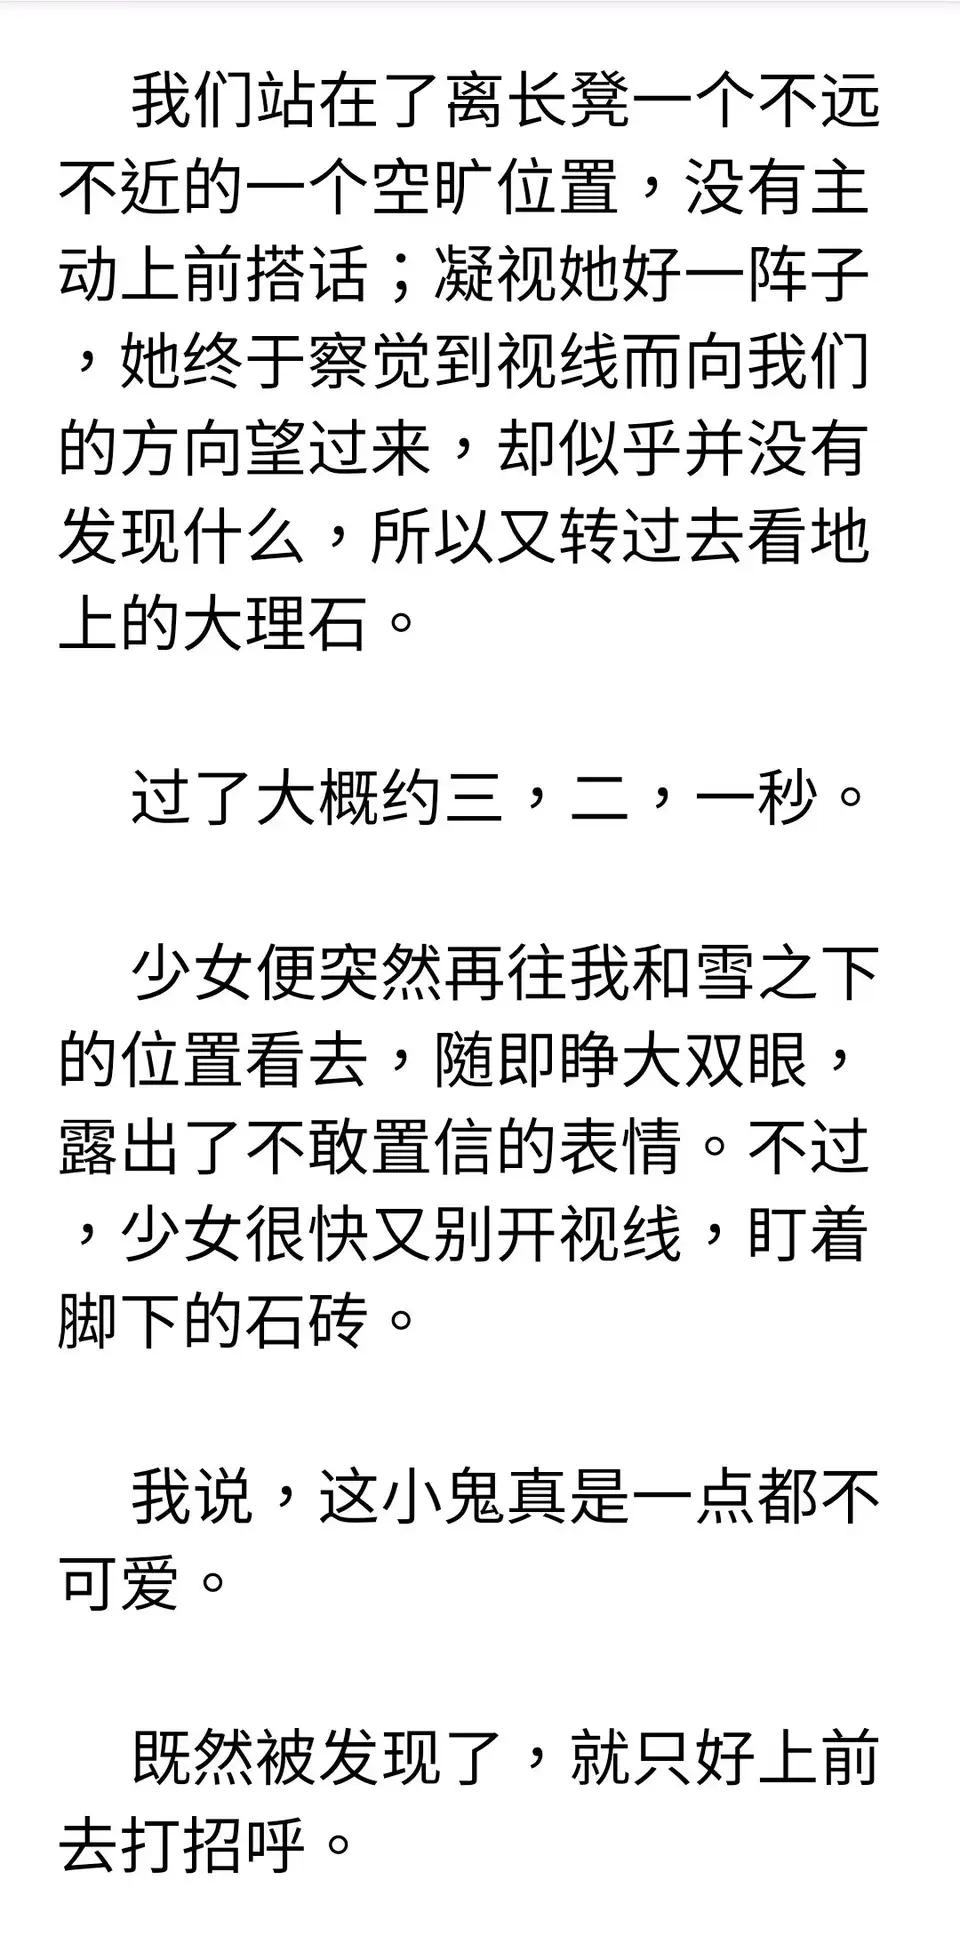 我们站在了离长凳一个不远
不近的一个空旷位置，没有主
动上前搭话；凝视她好一阵子
，她终于察觉到视线而向我们
的方向望过来，却似乎并没有
发现什么，所以又转过去看地
上的大理石。
过了大概约三，二，一秒。
少女便突然再往我和雪之下
的位置看去，随即睁大双眼，
露出了不敢置信的表情。不过
，少女很快又别开视线，盯着
脚下的石砖。
我说，这小鬼真是一点都不
可爱。
既然被发现了，就只好上前
去打招呼。